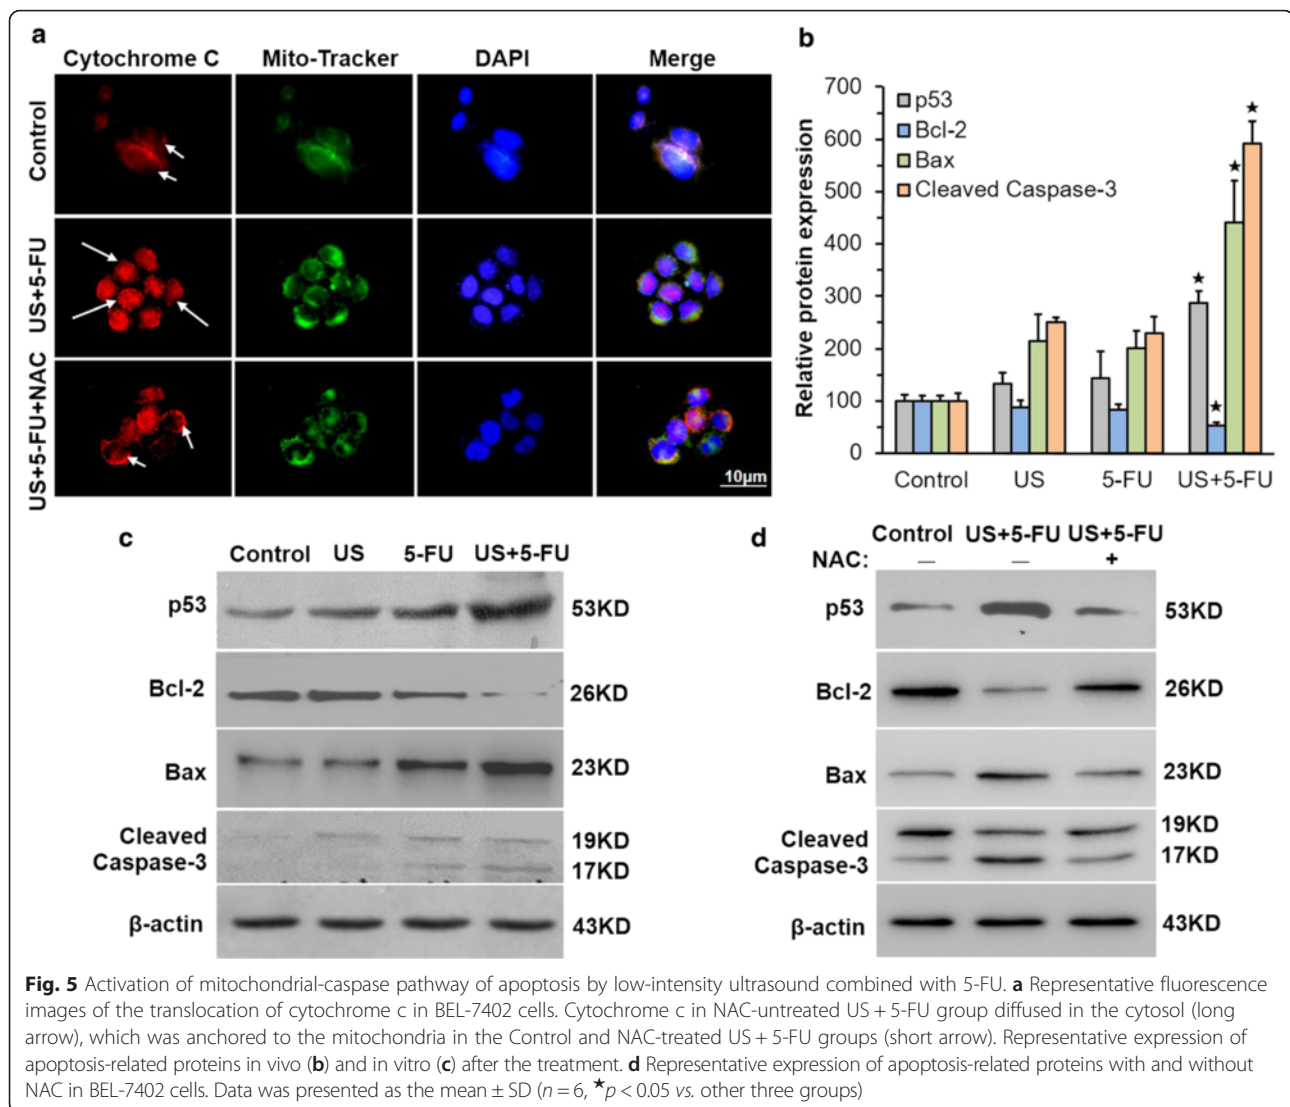 a
Cytochrome C Mito-Tracker DAPI Merge
Control
US+5-FU
US+5-FU+NAC
10μm
b
Relative protein expression
700
600
500
400
300
200
100
0
p53
Bcl-2
Bax
Cleaved Caspase-3
★
★
★
★
Control US 5-FU US+5-FU
c
Control US 5-FU US+5-FU
p53 53KD
Bcl-2 26KD
Bax 23KD
Cleaved
Caspase-3
19KD
17KD
β-actin 43KD
d
Control US+5-FU US+5-FU
NAC: — — +
p53 53KD
Bcl-2 26KD
Bax 23KD
Cleaved
Caspase-3
19KD
17KD
β-actin 43KD
Fig. 5 Activation of mitochondrial-caspase pathway of apoptosis by low-intensity ultrasound combined with 5-FU. a Representative fluorescence
images of the translocation of cytochrome c in BEL-7402 cells. Cytochrome c in NAC-untreated US + 5-FU group diffused in the cytosol (long
arrow), which was anchored to the mitochondria in the Control and NAC-treated US + 5-FU groups (short arrow). Representative expression of
apoptosis-related proteins in vivo (b) and in vitro (c) after the treatment. d Representative expression of apoptosis-related proteins with and without
NAC in BEL-7402 cells. Data was presented as the mean ± SD (n = 6, ★p < 0.05 vs. other three groups)